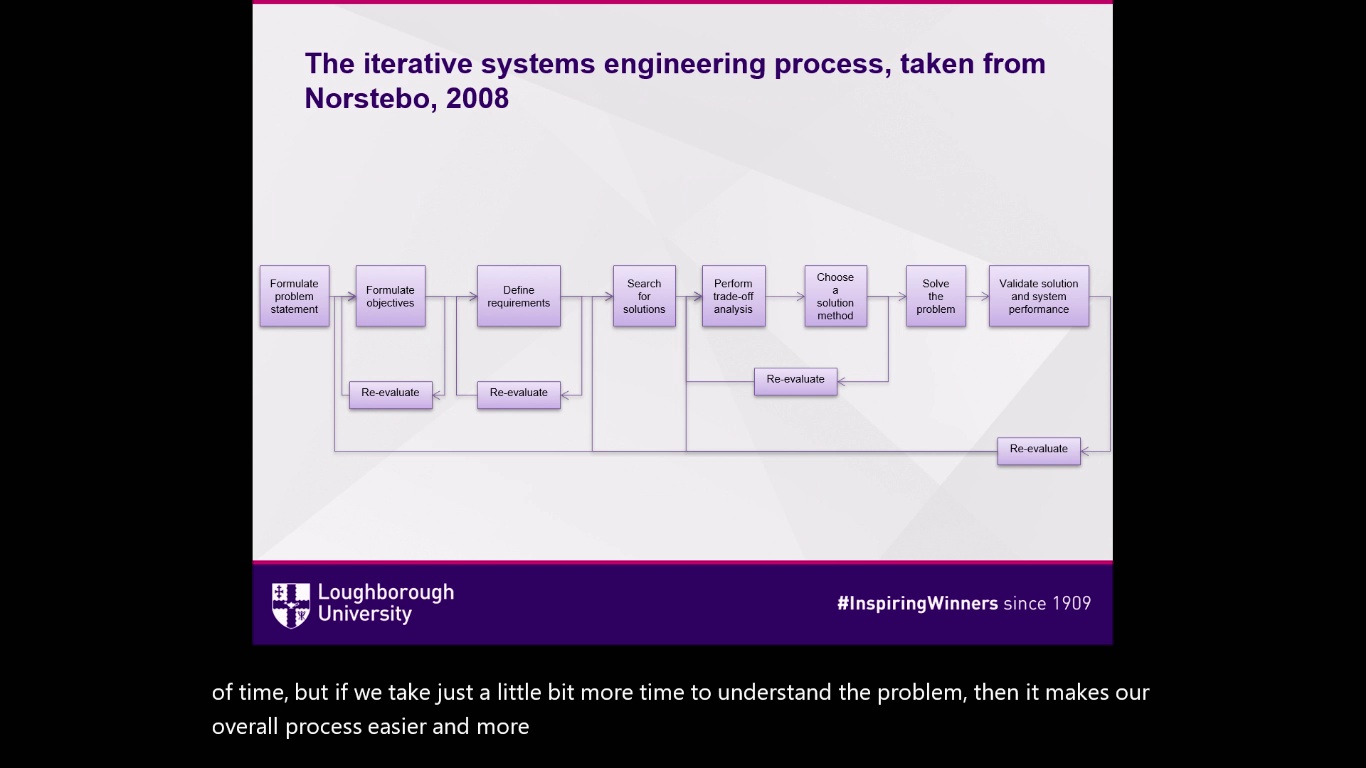 The iterative systems engineering process, taken from
Norstebo, 2008
Formulate
problem
statement
Formulate
objectives
Define
requirements
Search
for
solutions
Perform
trade-off
analysis
Choose
a
solution
method
Solve
the
problem
Validate solution
and system
performance
Re-evaluate
Re-evaluate
Re-evaluate
Re-evaluate
Loughborough
University
#InspiringWinners since 1909
of time, but if we take just a little bit more time to understand the problem, then it makes our
overall process easier and more